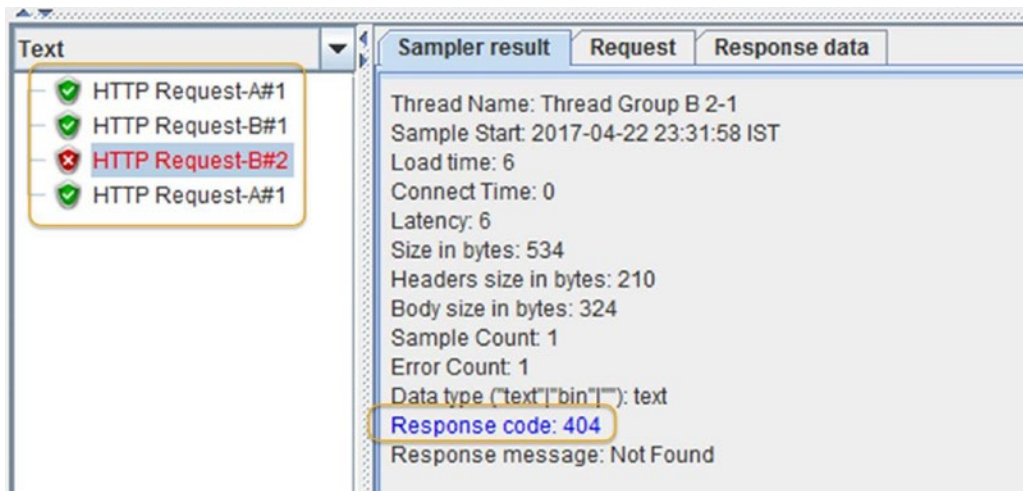 Text
HTTP Request-A#1
HTTP Request-B#1
HTTP Request-B#2
HTTP Request-A#1
Sampler result Request Response data
Thread Name: Thread Group B 2-1
Sample Start: 2017-04-22 23:31:58 IST
Load time: 6
Connect Time: 0
Latency: 6
Size in bytes: 534
Headers size in bytes: 210
Body size in bytes: 324
Sample Count: 1
Error Count: 1
Data type ("text"|"bin"|""): text
Response code: 404
Response message: Not Found